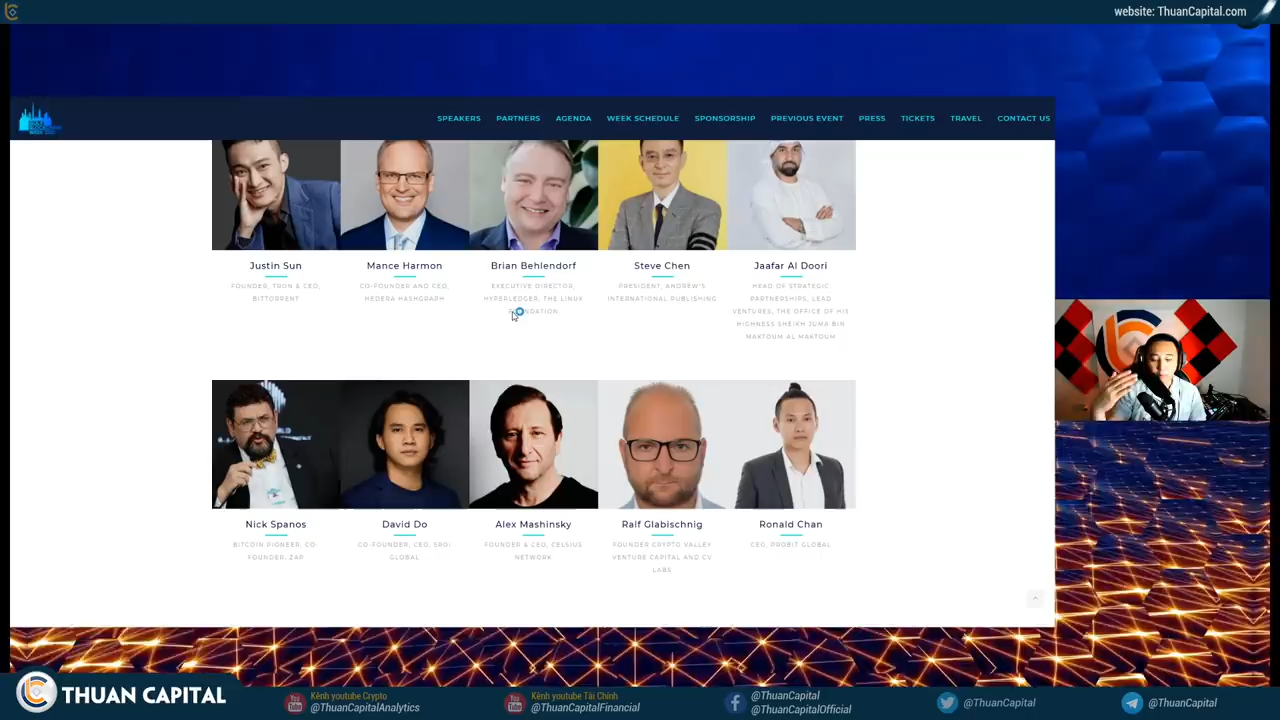 website: ThuanCapital.com
SPEAKERS PARTNERS AGENDA WEEK SCHEDULE SPONSORSHIP PREVIOUS EVENT PRESS TICKETS TRAVEL CONTACT US
Justin Sun
FOUNDER, TRON & CEO,
BITTORRENT
Mance Harmon
CO-FOUNDER AND CEO,
HEDERA HASHGRAPH
Brian Behlendorf
EXECUTIVE DIRECTOR,
HYPERLEDGER, THE LINUX
Steve Chen
PRESIDENT, ANDREW'S
INTERNATIONAL PUBLISHING
Jaafar Al Doori
HEAD OF STRATEGIC
PARTNERSHIPS, LEAD
VENTURES, THE OFFICE OF HIS
HIGHNESS SHEIKH JUMA BIN
MAKTOUM AL MAKTOUM
Nick Spanos
BITCOIN PIONEER, CO-
FOUNDER, ZAP
David Do
CO-FOUNDER, CEO,
GLOBAL
Alex Mashinsky
FOUNDER & CEO, CELSIUS
NETWORK
Ralf Glabischnig
FOUNDER CRYPTO VALLEY
VENTURE CAPITAL AND CV
LABS
Ronald Chan
CEO, PROBIT GLOBAL
THUAN CAPITAL
Kênh youtube Crypto
@ThuanCapitalAnalytics
Kênh youtube Tài Chính
@ThuanCapitalFinancial
@ThuanCapital
@ThuanCapitalOfficial
@ThuanCapital
@ThuanCapital